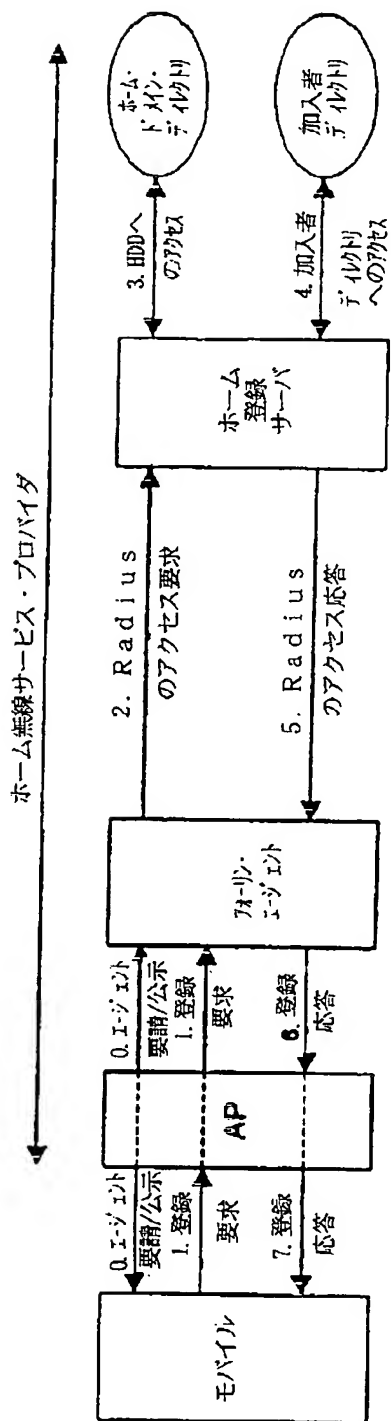 ホーム無線サービス・プロバイダ
モバイル
0.エージェント
要請/公示
1. 登録
要求
7. 登録
応答
AP
0.エージェント
要請/公示
1. 登録
要求
6. 登録
応答
フォーリン・
エージェント
2. Radius
のアクセス要求
5. Radius
のアクセス応答
ホーム
登録
サーバ
3. HDDへ
のアクセス
4. 加入者
ディレクトリ
へのアクセス
ホーム・
ドメイン・
ディレクトリ
加入者
ディレクトリ